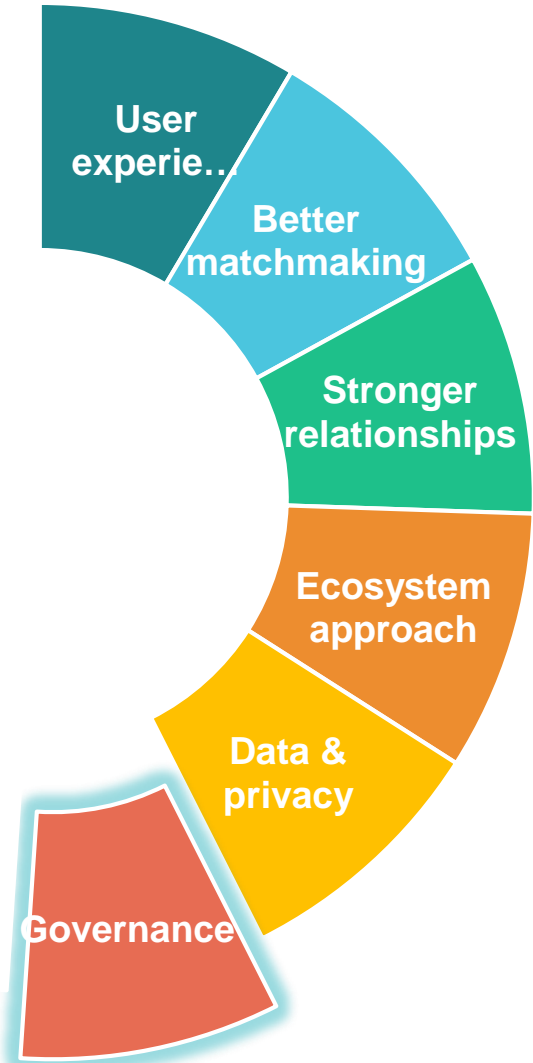 User
experie...
Better
matchmaking
Stronger
relationships
Ecosystem
approach
Data &
privacy
Governance